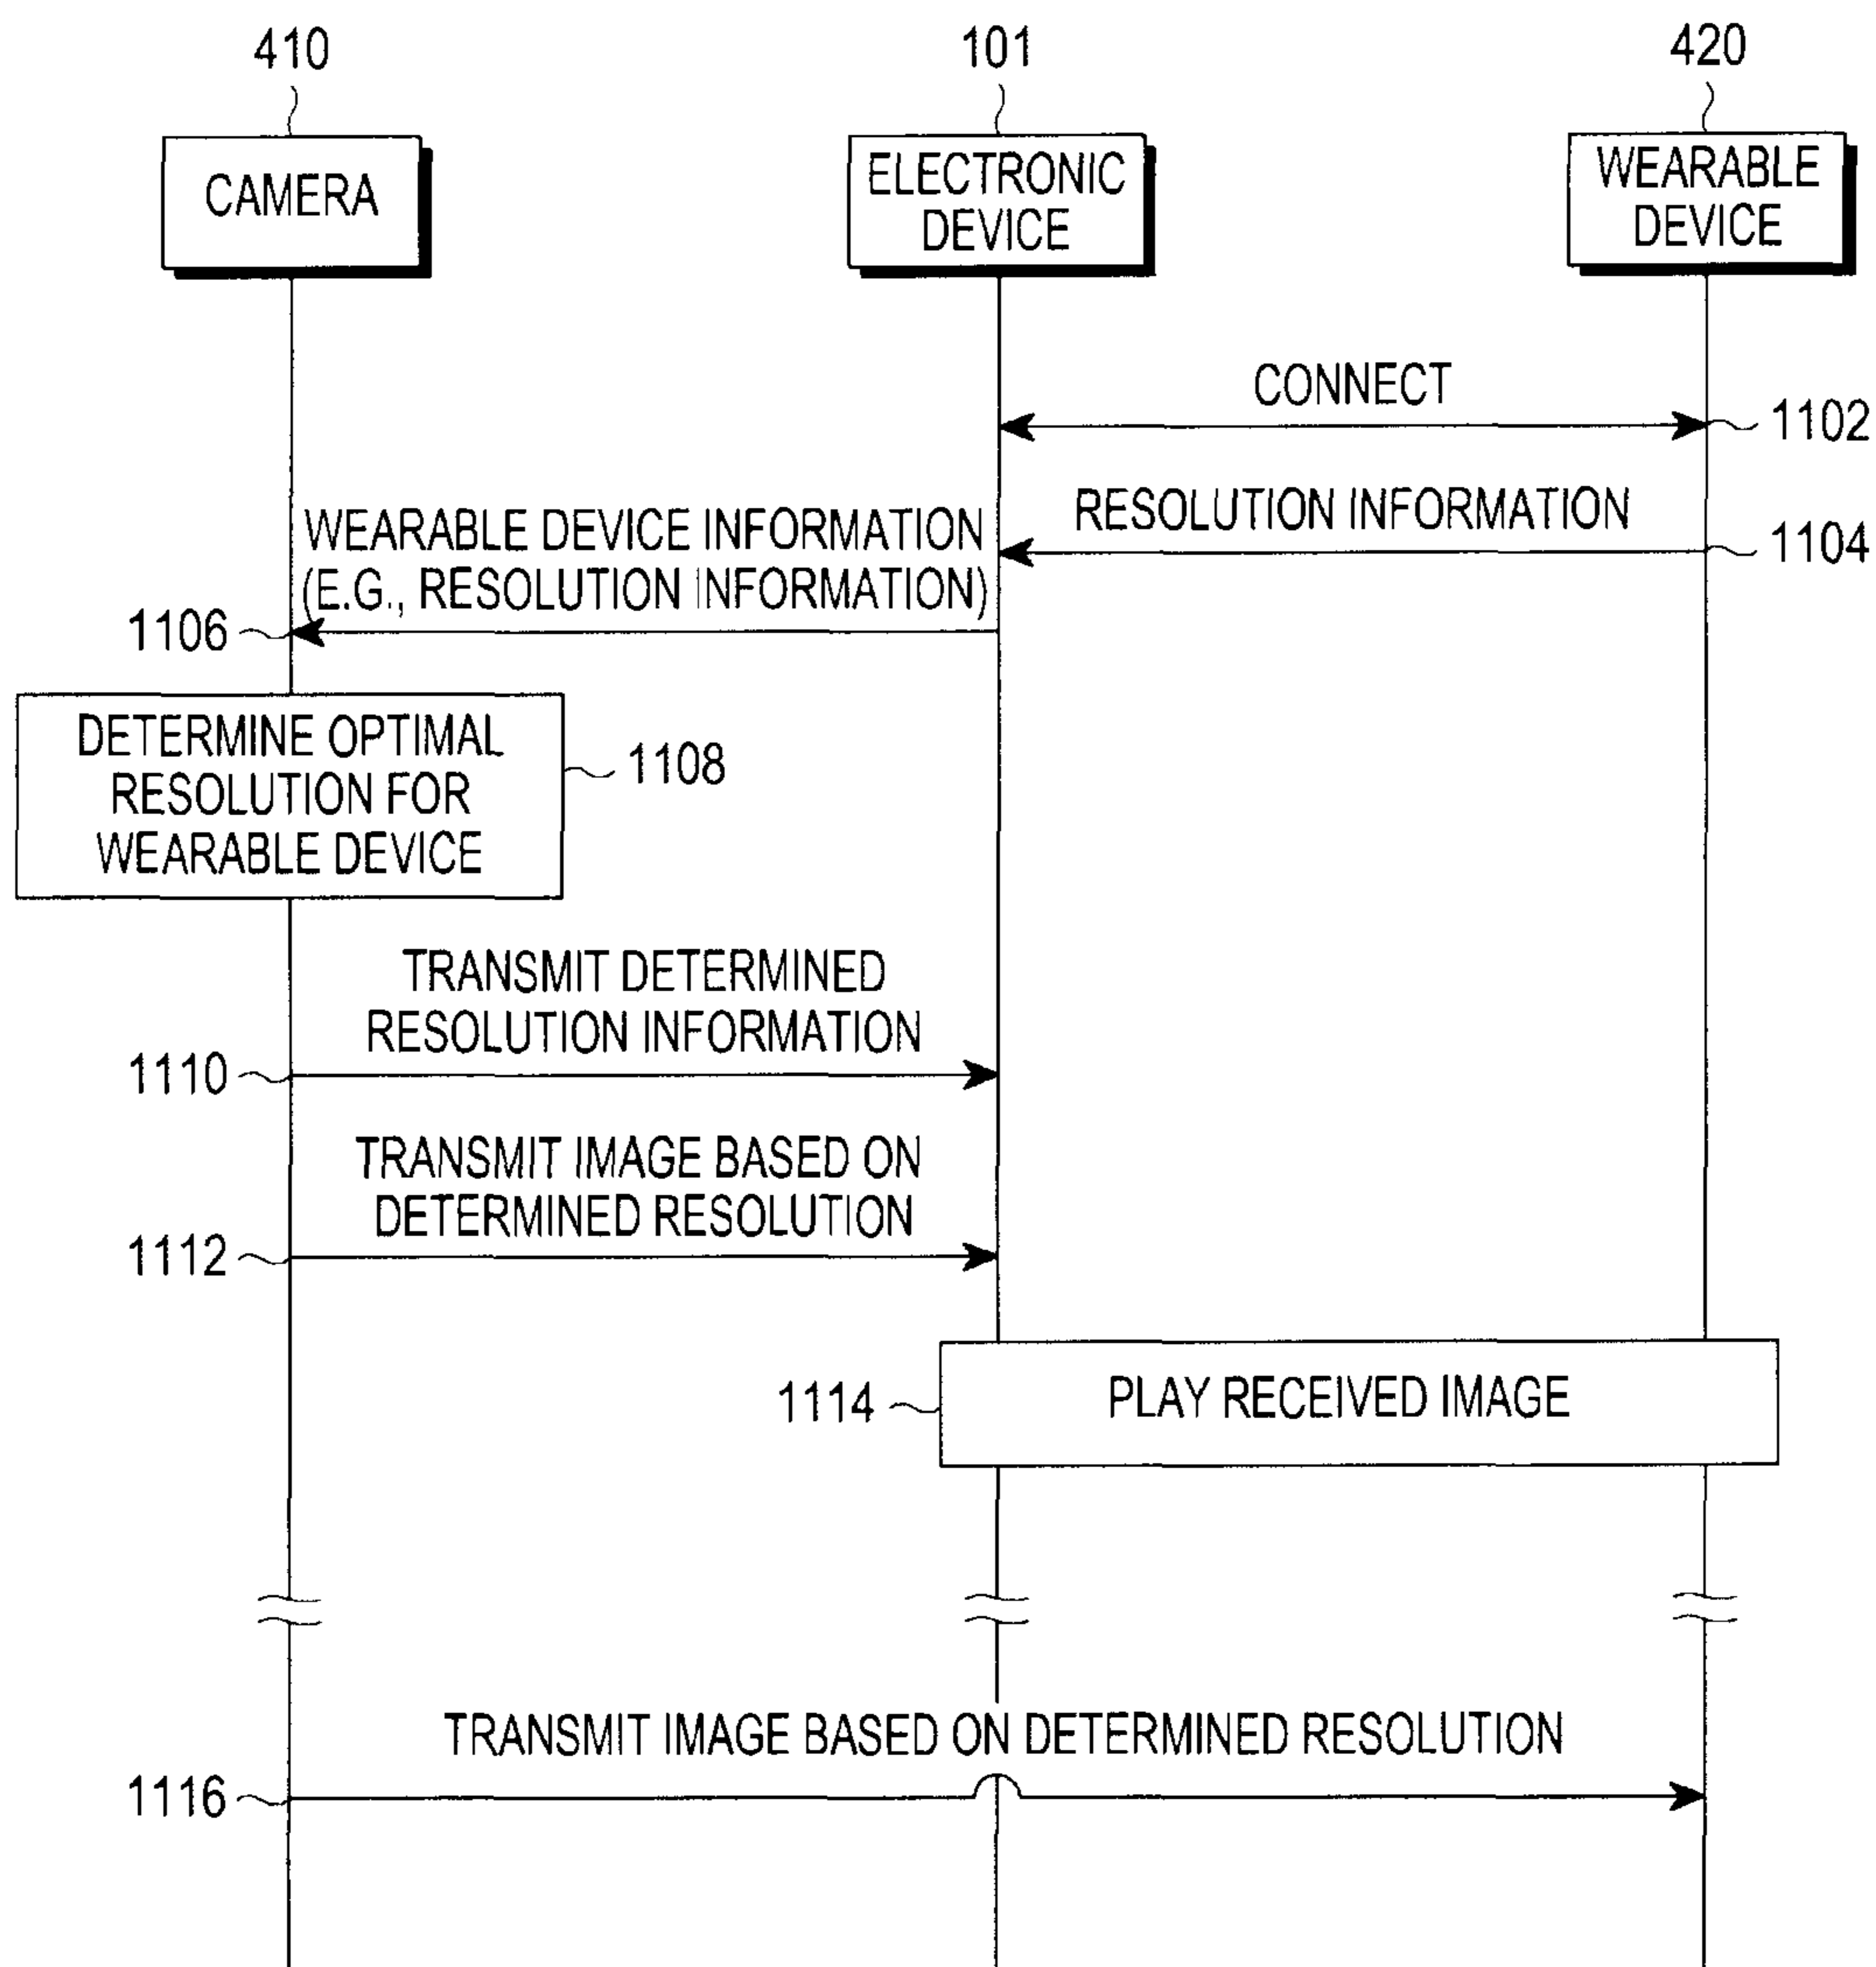 410
101
420
CAMERA
ELECTRONIC
DEVICE
WEARABLE
DEVICE
CONNECT
1102
RESOLUTION INFORMATION
1104
WEARABLE DEVICE INFORMATION
(E.G., RESOLUTION INFORMATION)
1106
DETERMINE OPTIMAL
RESOLUTION FOR
WEARABLE DEVICE
1108
TRANSMIT DETERMINED
RESOLUTION INFORMATION
1110
TRANSMIT IMAGE BASED ON
DETERMINED RESOLUTION
1112
1114
PLAY RECEIVED IMAGE
TRANSMIT IMAGE BASED ON DETERMINED RESOLUTION
1116